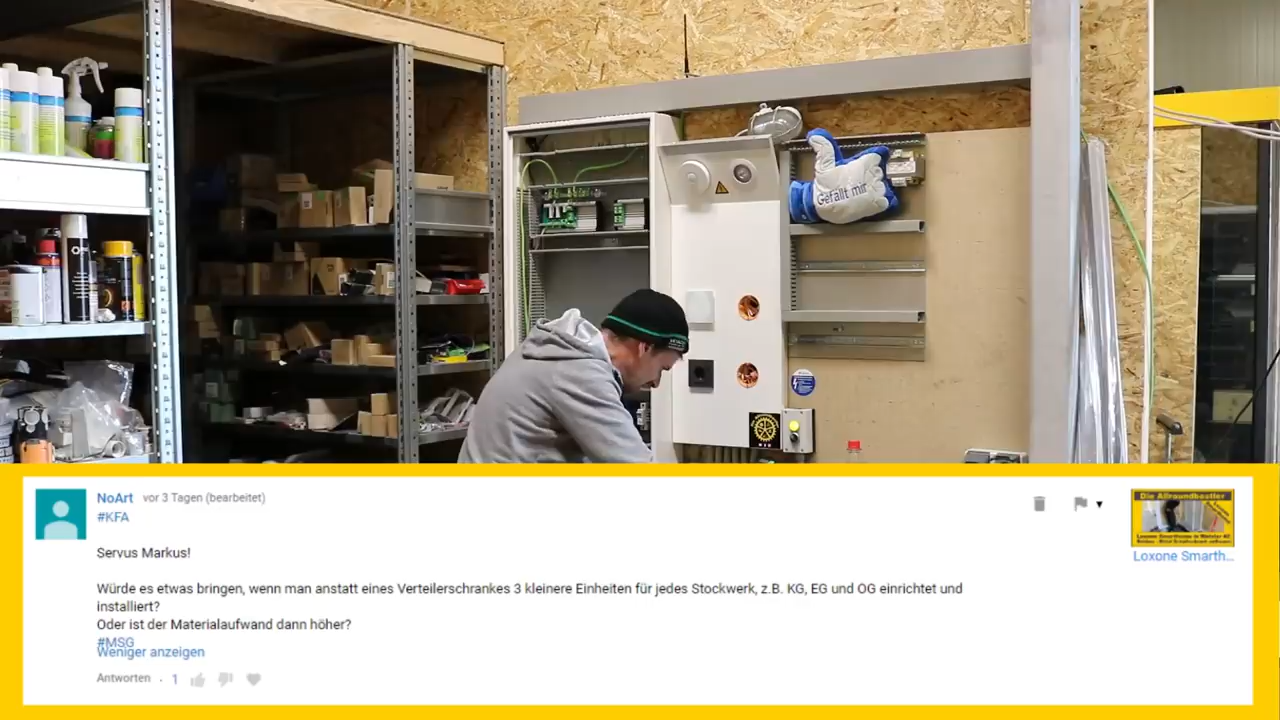 Gefällt mir
NoArt vor 3 Tagen (bearbeitet)
#KFA
Servus Markus!
Würde es etwas bringen, wenn man anstatt eines Verteilerschrankes 3 kleinere Einheiten für jedes Stockwerk, z.B. KG, EG und OG einrichtet und
installiert?
Oder ist der Materialaufwand dann höher?
#MSG
Weniger anzeigen
Antworten · 1
Die Allroundbastler
Loxone Smarth...